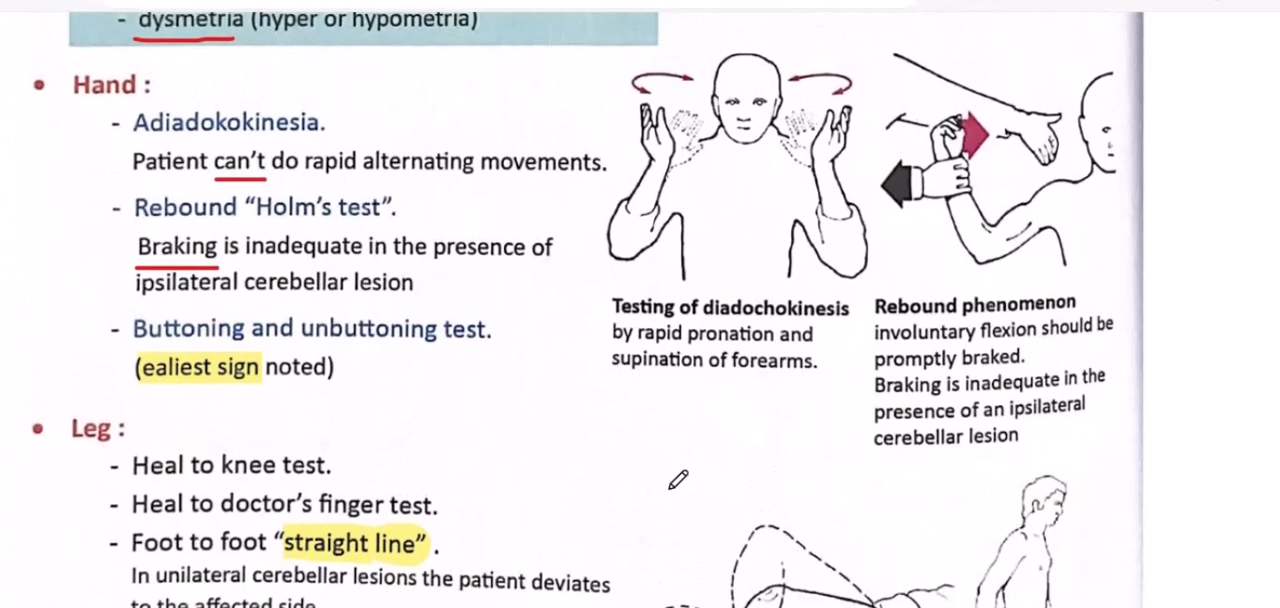 - dysmetria (hyper or hypometria)
• Hand :
- Adiadokokinesia.
Patient can't do rapid alternating movements.
- Rebound "Holm's test".
Braking is inadequate in the presence of
ipsilateral cerebellar lesion
- Buttoning and unbuttoning test.
(ealiest sign noted)
Testing of diadochokinesis
by rapid pronation and
supination of forearms.
Rebound phenomenon
involuntary flexion should be
promptly braked.
Braking is inadequate in the
presence of an ipsilateral
cerebellar lesion
• Leg :
- Heal to knee test.
- Heal to doctor's finger test.
- Foot to foot "straight line" .
In unilateral cerebellar lesions the patient deviates
to the affected side